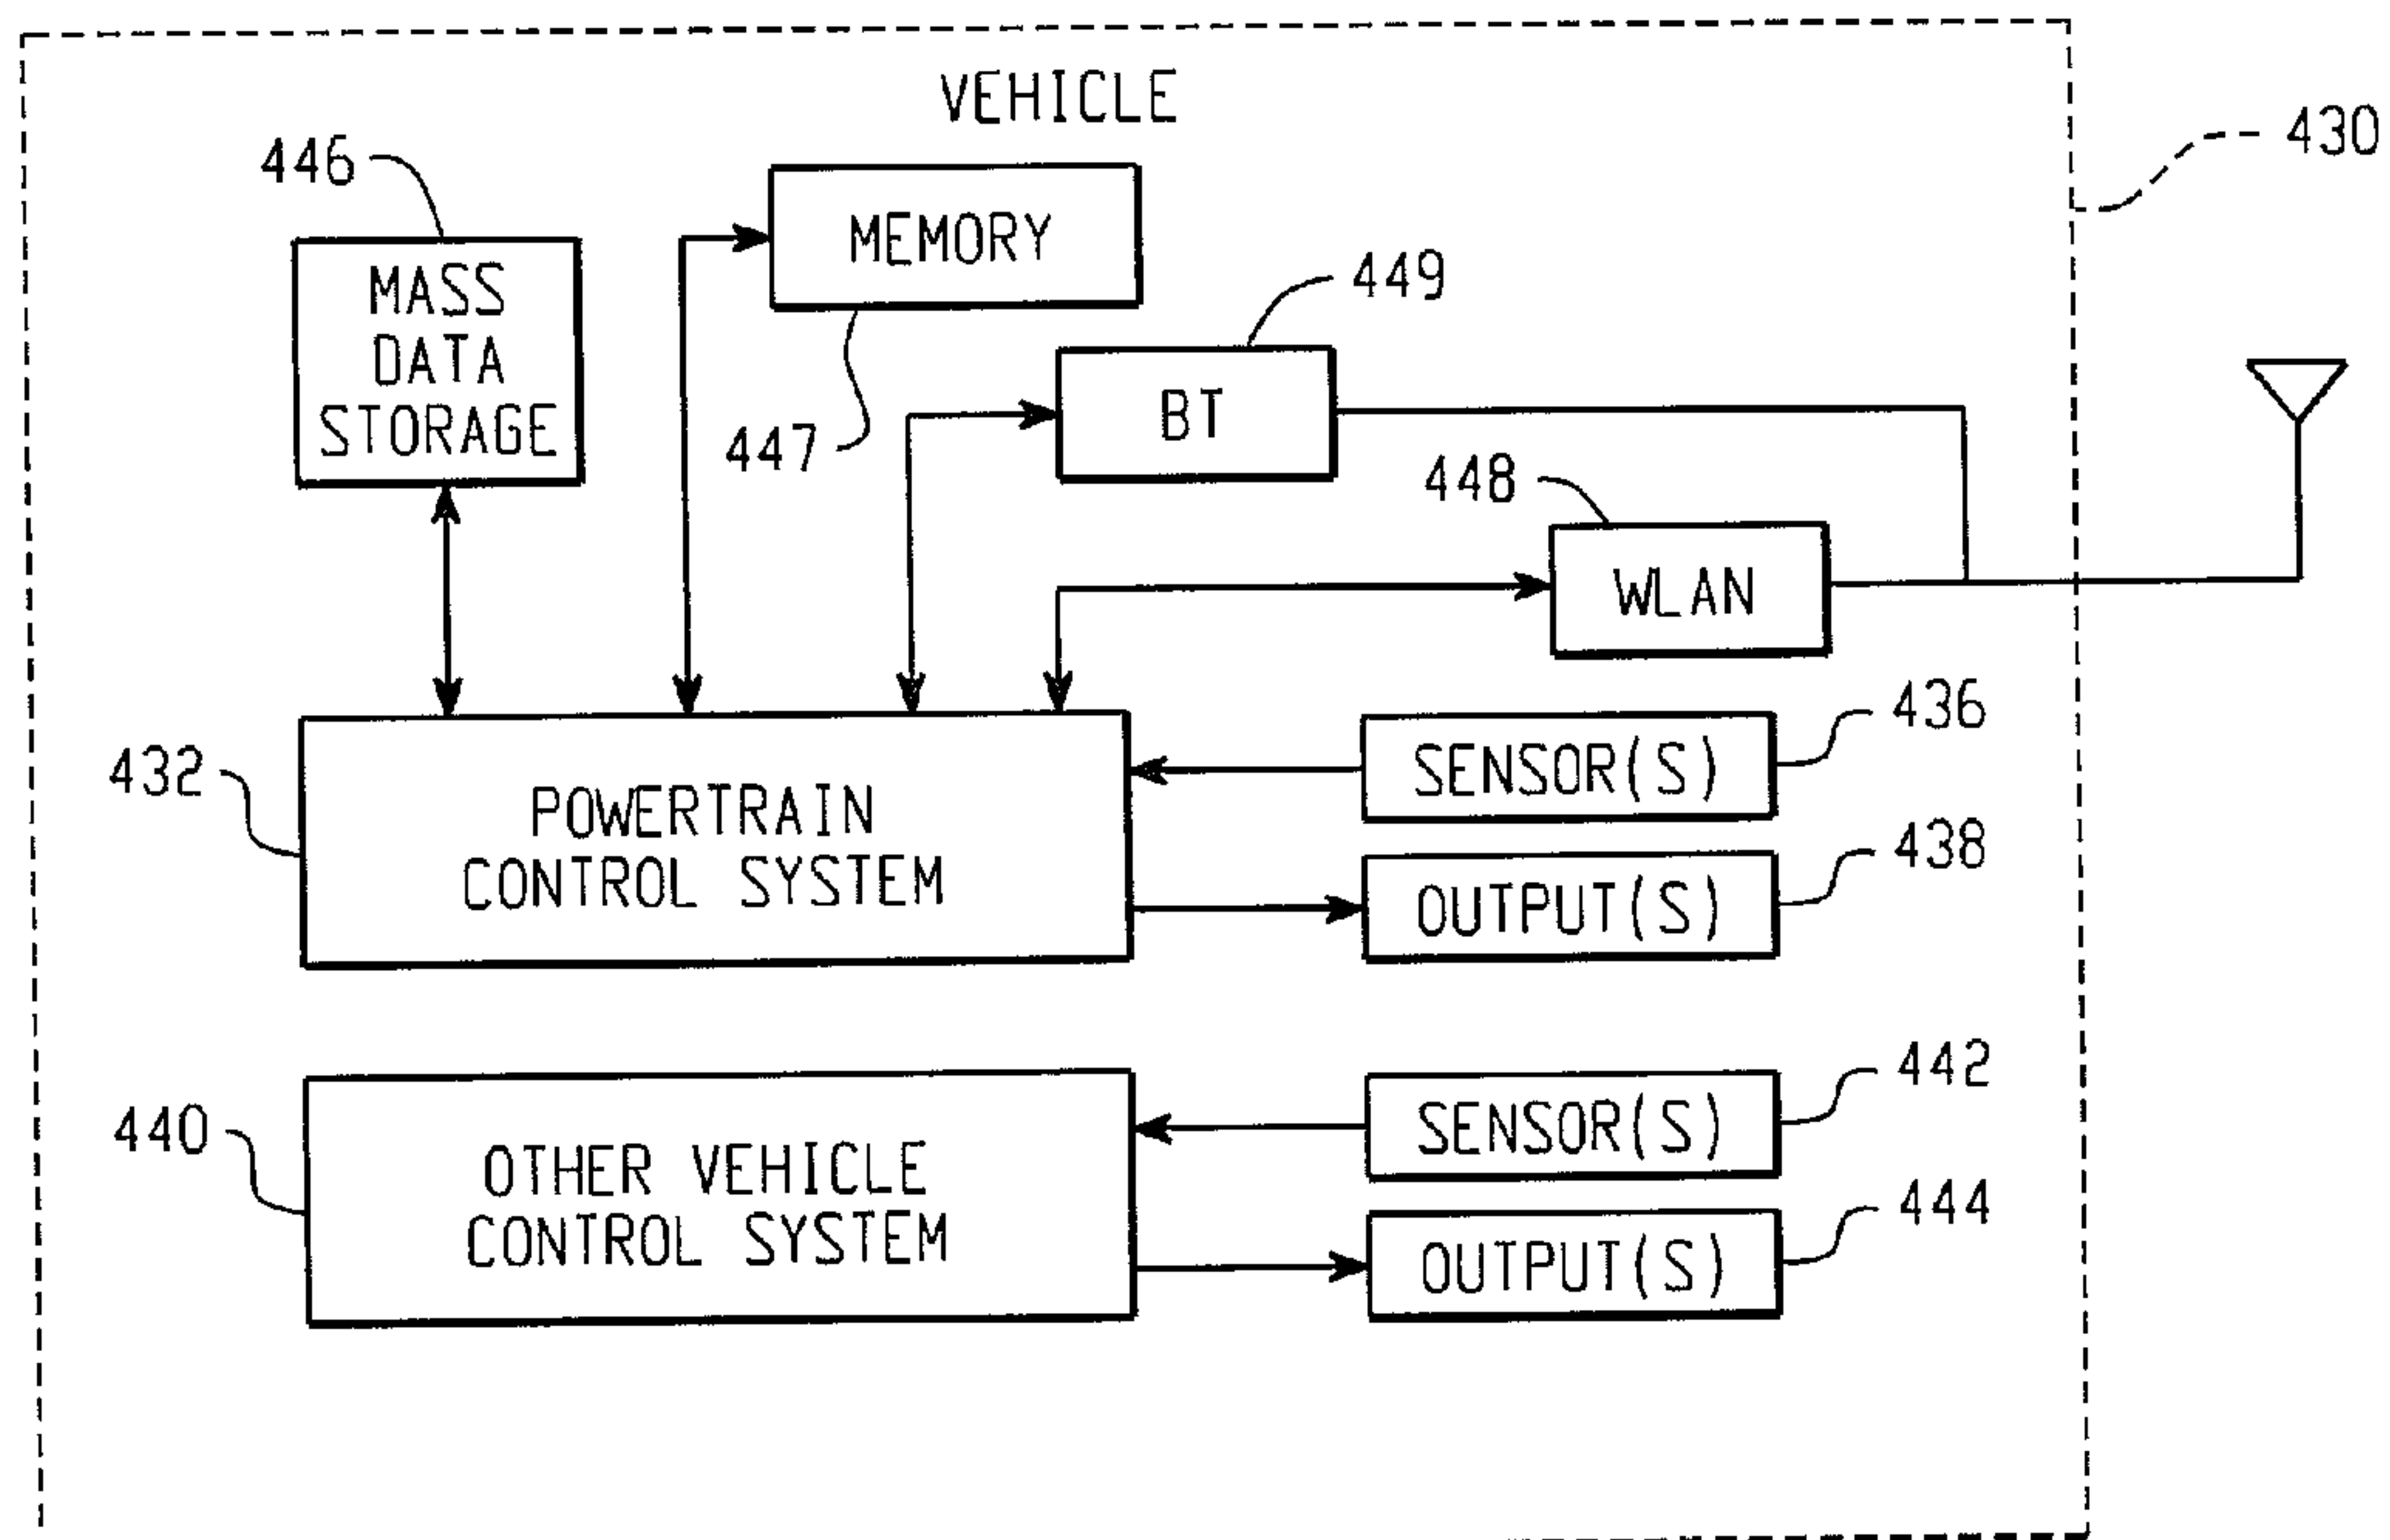 VEHICLE
430
446
MEMORY
MASS
DATA
STORAGE
449
447
BT
448
WLAN
436
SENSOR(S)
432
POWERTRAIN
CONTROL SYSTEM
438
OUTPUT(S)
442
SENSOR(S)
440
OTHER VEHICLE
CONTROL SYSTEM
444
OUTPUT(S)